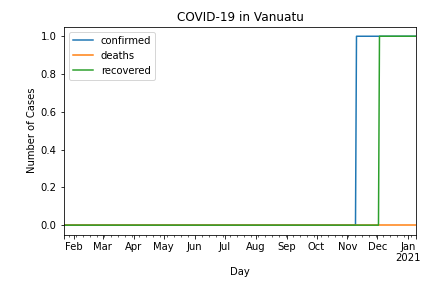 COVID-19 in Vanuatu
confirmed
deaths
recovered
Number of Cases
1.0
0.8
0.6
0.4
0.2
0.0
Feb Mar Apr May Jun Jul Aug Sep Oct Nov Dec Jan
2021
Day